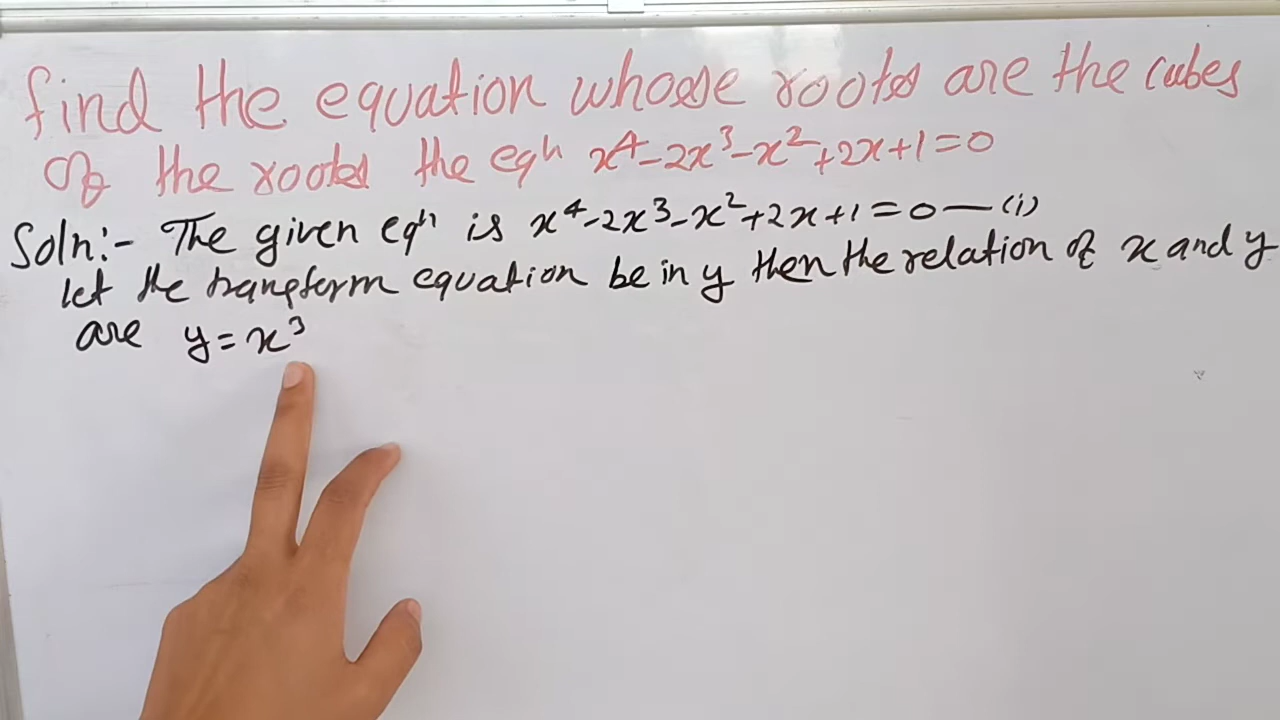 find the equation whose roots are the cubes
of the roots the eqn x⁴-2x³-x²+2x+1=0
Soln:- The given eqn is x⁴-2x³-x²+2x+1=0—(i)
let the transform equation be in y then the relation of x and y
are y=x³